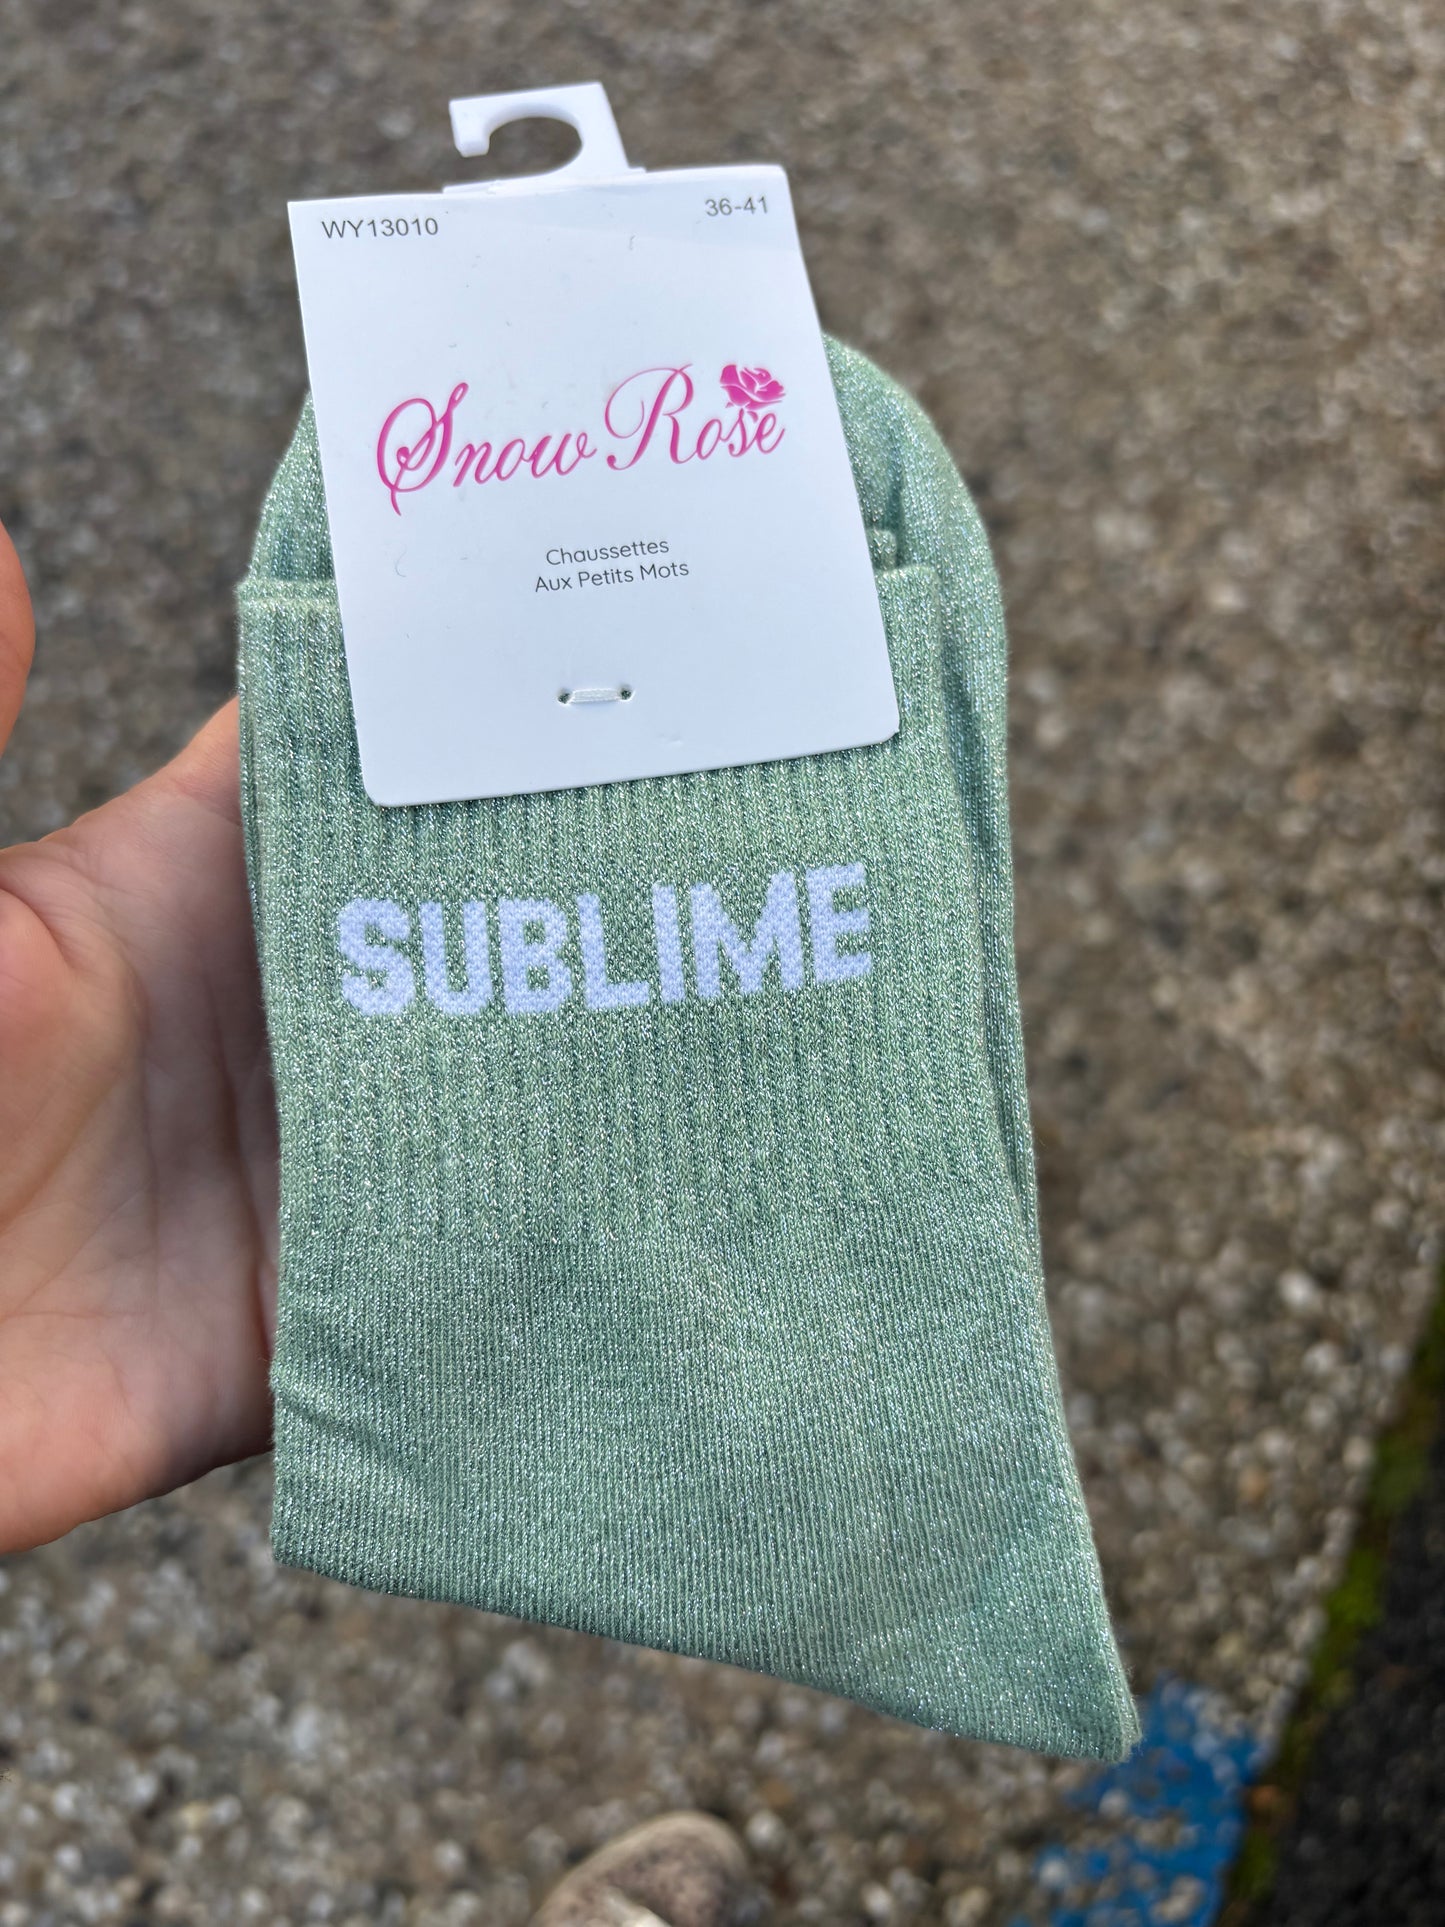 WY13010 36-41
Snow Rose
Chaussettes
Aux Petits Mots
SUBLIME